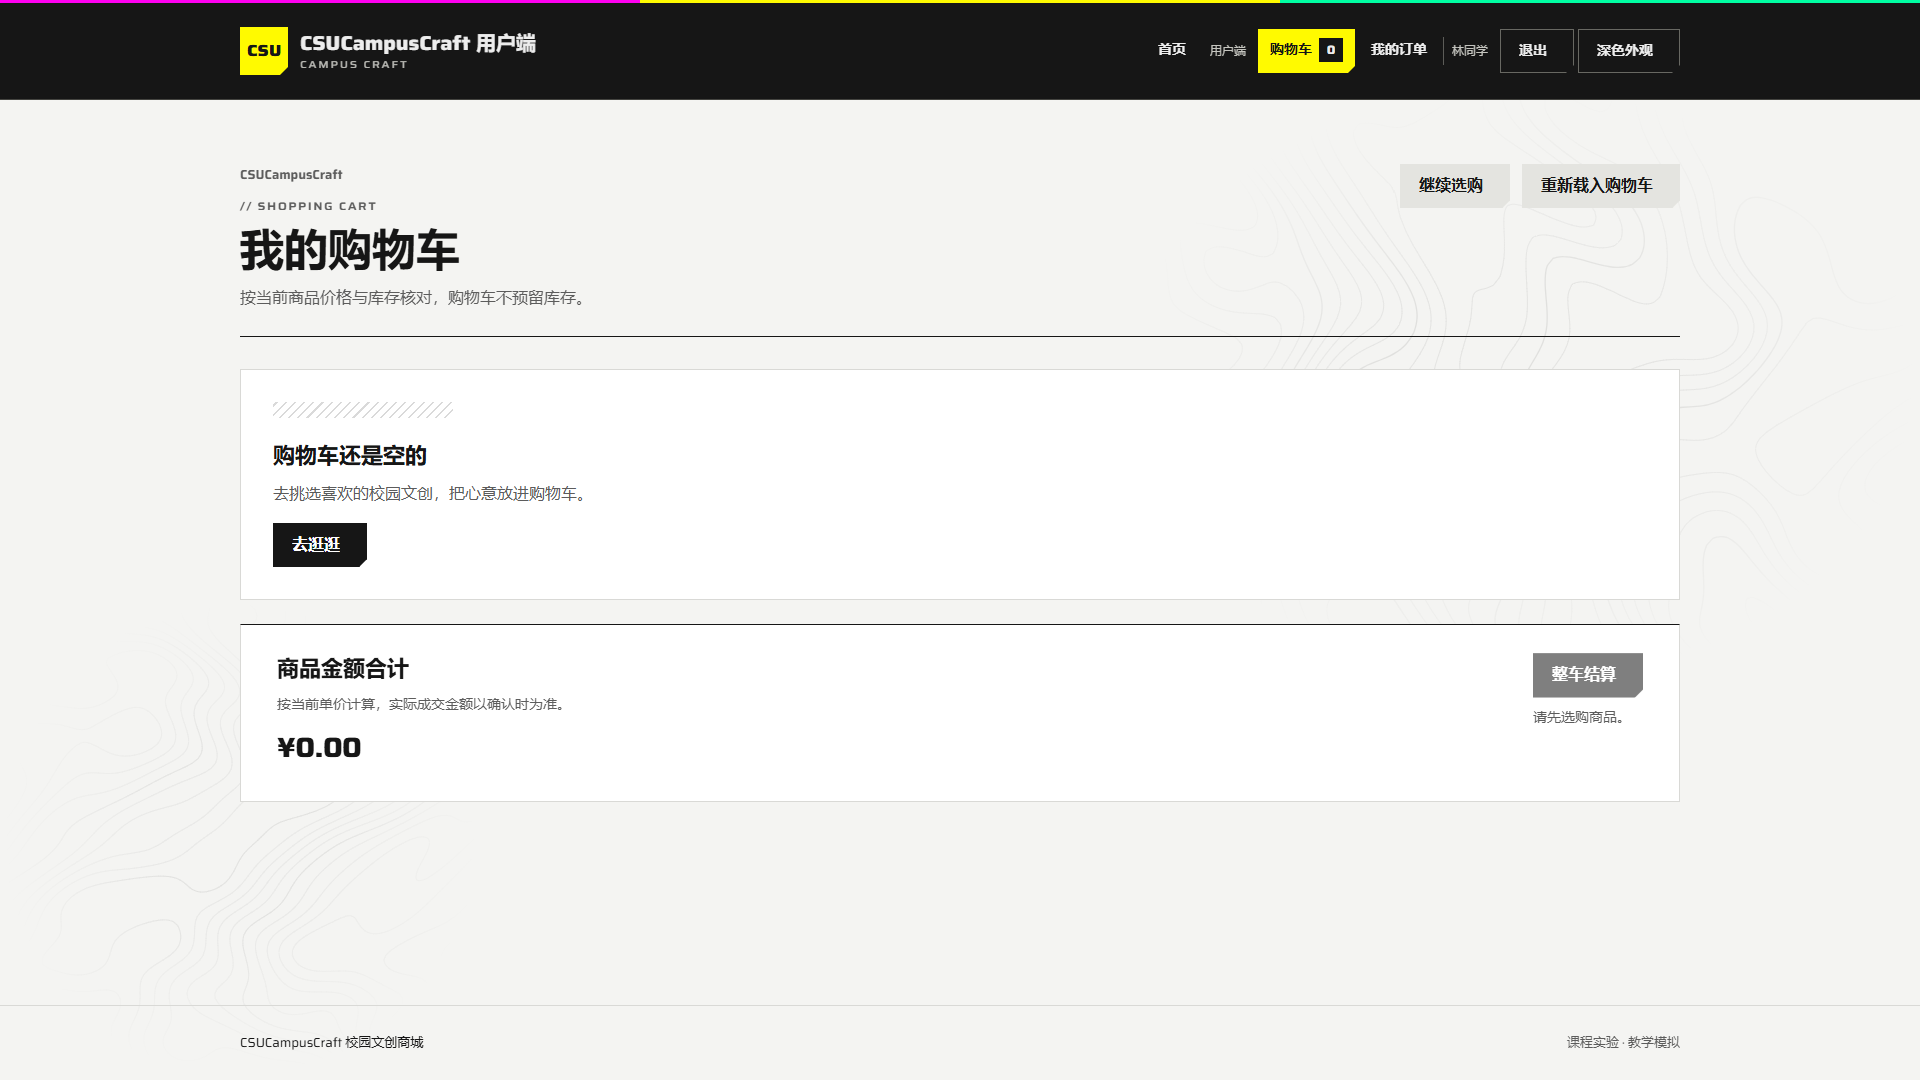 CSU
CSUCampusCraft 用户端
CAMPUS CRAFT
首页
用户端
购物车 0
我的订单
林同学
退出
深色外观
CSUCampusCraft
// SHOPPING CART
我的购物车
按当前商品价格与库存核对，购物车不预留库存。
继续选购
重新载入购物车
购物车还是空的
去挑选喜欢的校园文创，把心意放进购物车。
去逛逛
商品金额合计
按当前单价计算，实际成交金额以确认时为准。
¥0.00
整车结算
请先选购商品。
CSUCampusCraft 校园文创商城
课程实验 · 教学模拟